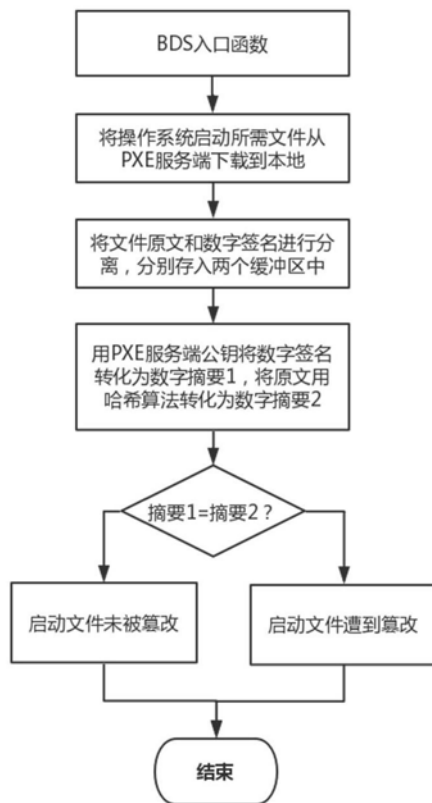 BDS入口函数
将操作系统启动所需文件从
PXE服务端下载到本地
将文件原文和数字签名进行分
离，分别存入两个缓冲区中
用PXE服务端公钥将数字签名
转化为数字摘要1，将原文用
哈希算法转化为数字摘要2
摘要1=摘要2？
启动文件未被篡改
启动文件遭到篡改
结束